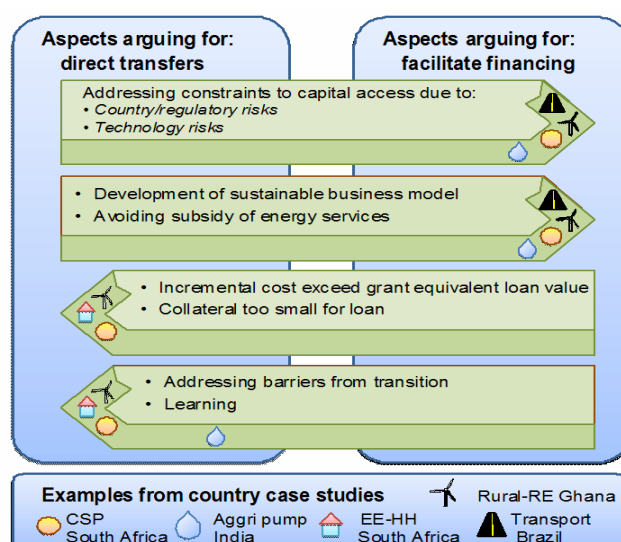 Aspects arguing for:
direct transfers
Aspects arguing for:
facilitate financing
Addressing constraints to capital access due to:
• Country/regulatory risks
• Technology risks
• Development of sustainable business model
• Avoiding subsidy of energy services
• Incremental cost exceed grant equivalent loan value
• Collateral too small for loan
• Addressing barriers from transition
• Learning
Examples from country case studies
Rural-RE Ghana
CSP
South Africa
Aggri pump
India
EE-HH
South Africa
Transport
Brazil